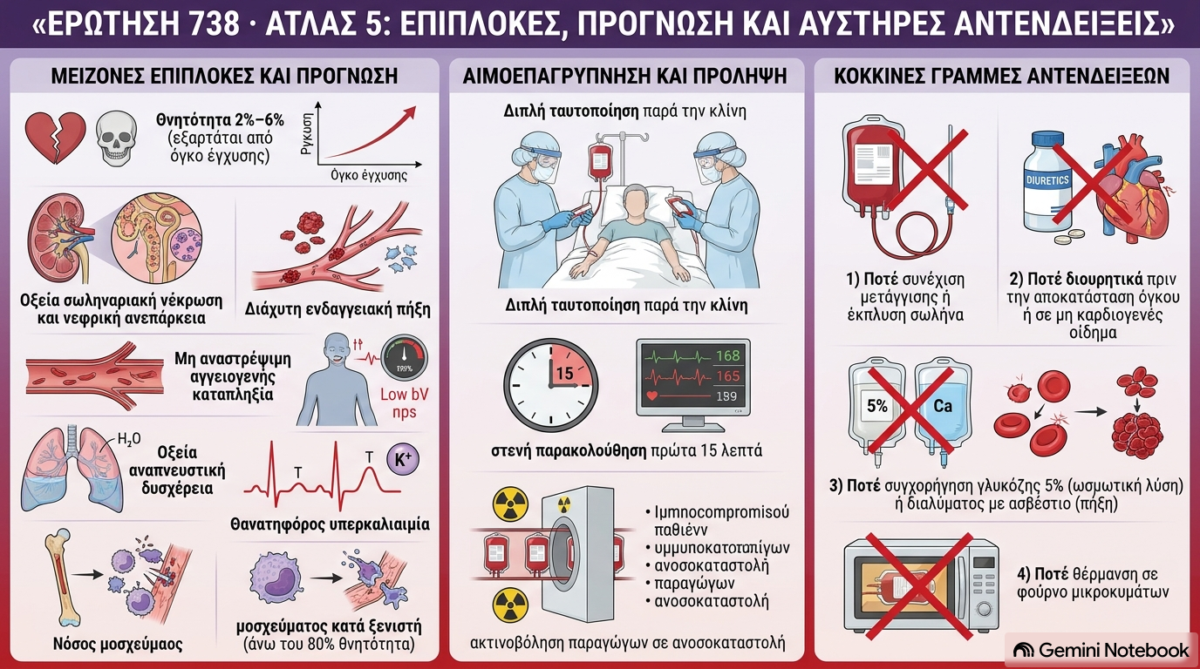 «ΕΡΩΤΗΣΗ 738 · ΑΤΛΑΣ 5: ΕΠΙΠΛΟΚΕΣ, ΠΡΟΓΝΩΣΗ ΚΑΙ ΑΥΣΤΗΡΕΣ ΑΝΤΕΝΔΕΙΞΕΙΣ»
ΜΕΙΖΟΝΕΣ ΕΠΙΠΛΟΚΕΣ ΚΑΙ ΠΡΟΓΝΩΣΗ
Θνητότητα 2%–6%
(εξαρτάται από
όγκο έγχυσης)
Ργκωση
Όγκο έγχυσης
Οξεία σωληναριακή νέκρωση
και νεφρική ανεπάρκεια
Διάχυτη ενδαγγειακή πήξη
Μη αναστρέψιμη
αγγειογενής
καταπληξία
Low bV
nps
H₂O
Οξεία
αναπνευστική
δυσχέρεια
T
T
K⁺
Θανατηφόρος υπερκαλιαιμία
Νόσος μοσχεύμαος
μοσχεύματος κατά ξενιστή
(άνω του 80% θνητότητα)
ΑΙΜΟΕΠΑΓΡΥΠΝΗΣΗ ΚΑΙ ΠΡΟΛΗΨΗ
Διπλή ταυτοποίηση παρά την κλίνη
Διπλή ταυτοποίηση παρά την κλίνη
15
168
165
189
στενή παρακολούθηση πρώτα 15 λεπτά
• υμμυποκατοτοπίγων
• ανοσοκαταστολή
• παραγώγων
• ανοσοκαταστολή
ακτινοβόληση παραγώγων σε ανοσοκαταστολή
ΚΟΚΚΙΝΕΣ ΓΡΑΜΜΕΣ ΑΝΤΕΝΔΕΙΞΕΩΝ
1) Ποτέ συνέχιση
μετάγγισης ή
έκπλυση σωλήνα
DIURETICS
2) Ποτέ διουρητικά πριν
την αποκατάσταση όγκου
ή σε μη καρδιογενές
οίδημα
5%
Ca
3) Ποτέ συγχορήγηση γλυκόζης 5% (ωσμωτική λύση)
ή διαλύματος με ασβέστιο (πήξη)
4) Ποτέ θέρμανση σε
φούρνο μικροκυμάτων
Gemini Notebook